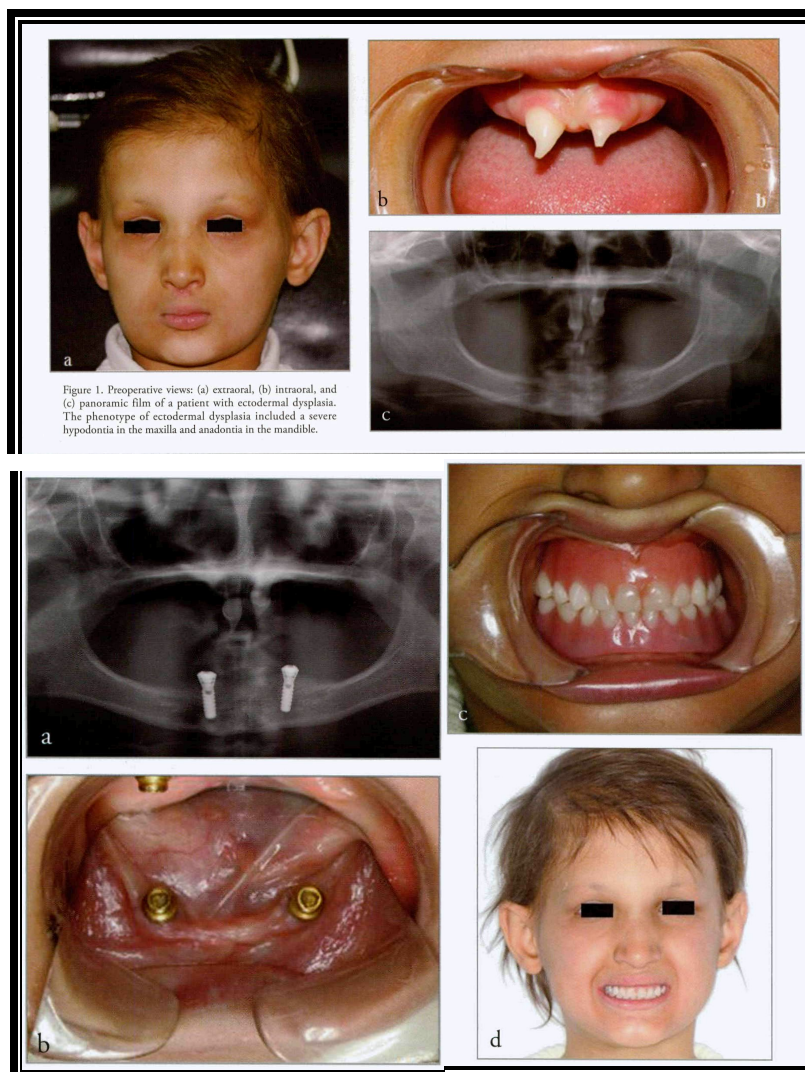 a
b
b
c
Figure 1. Preoperative views: (a) extraoral, (b) intraoral, and
(c) panoramic film of a patient with ectodermal dysplasia.
The phenotype of ectodermal dysplasia included a severe
hypodontia in the maxilla and anadontia in the mandible.
a
c
b
d